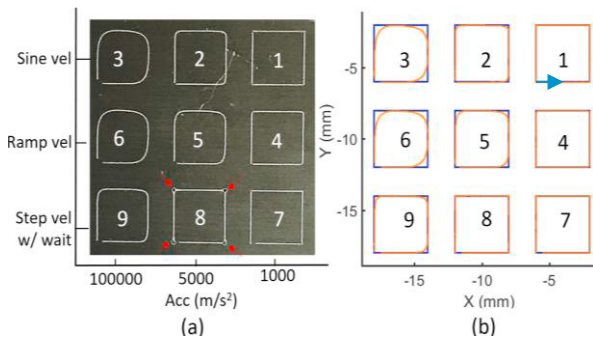 Sine vel
3 2 1
Ramp vel
6 5 4
Step vel
w/ wait
9 8 7
100000 5000 1000
Acc (m/s²)
(a)
3 2 1
-5
6 5 4
-10
Y (mm)
9 8 7
-15
-15 -10 -5
X (mm)
(b)